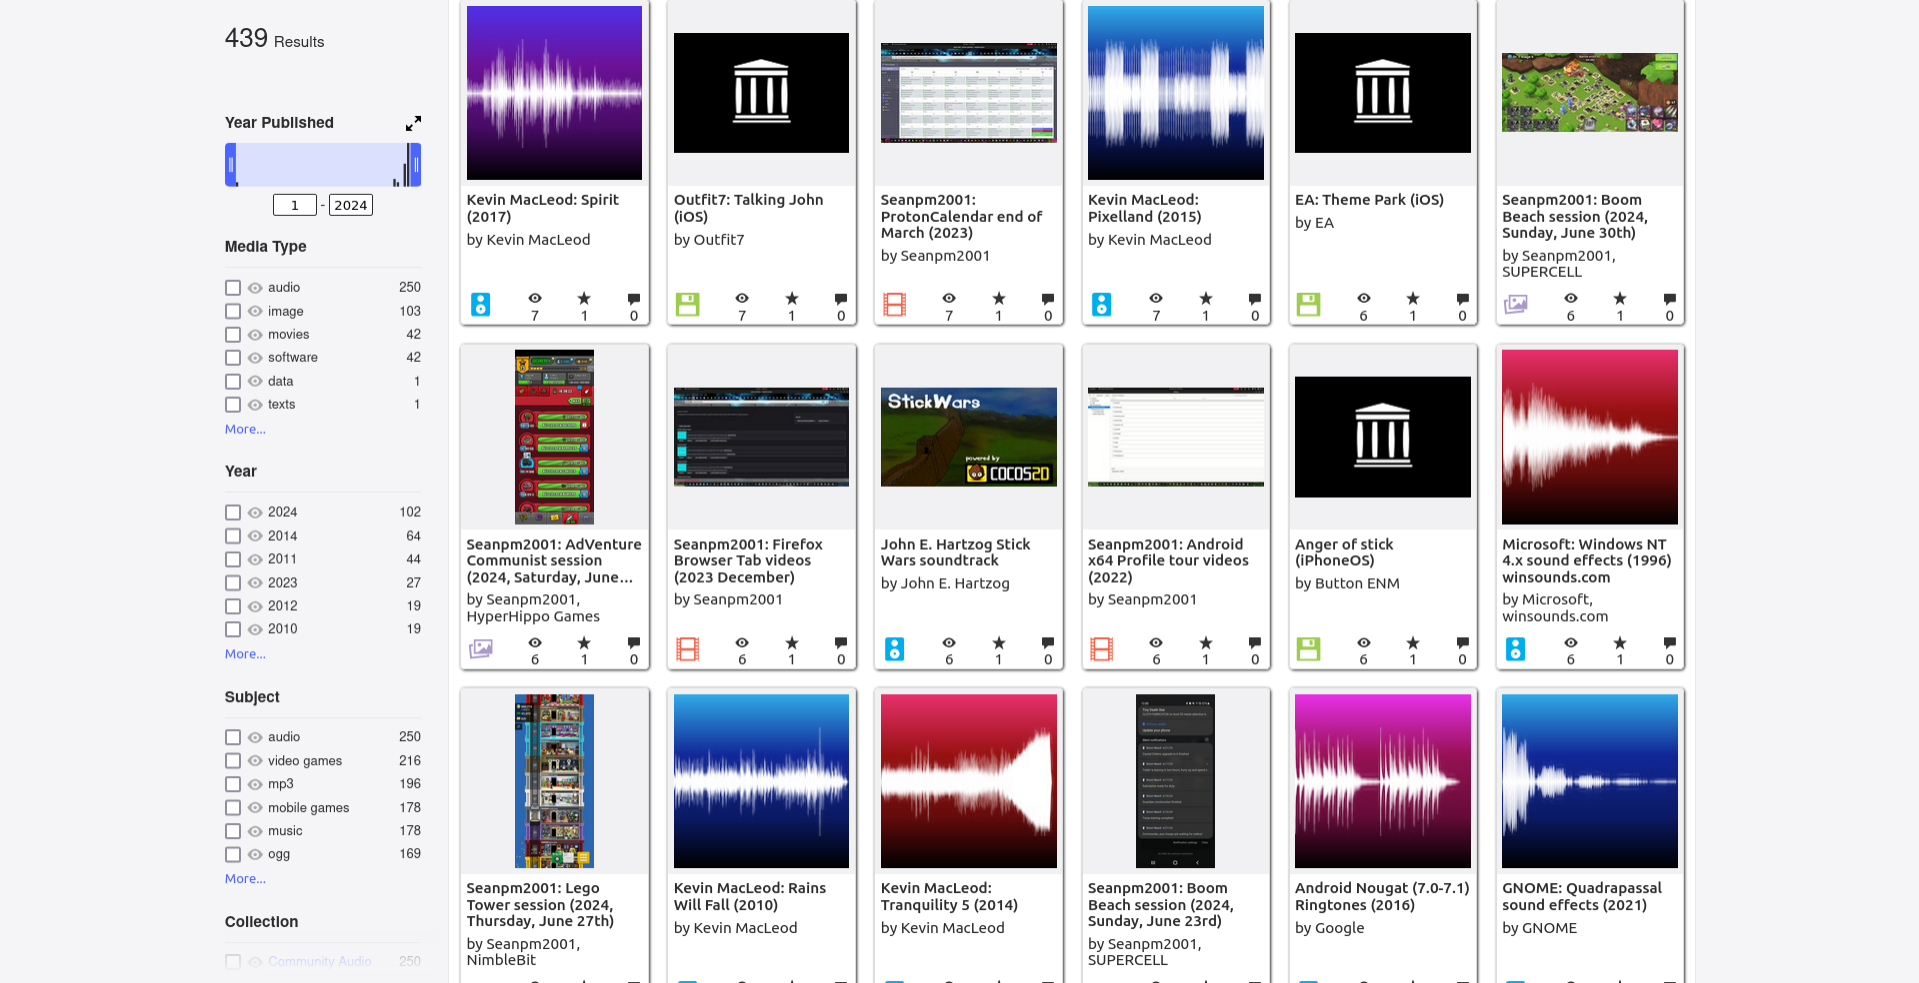 439 Results
Year Published
1 - 2024
Media Type
audio 250
image 103
movies 42
software 42
data 1
texts 1
More...
Year
2024 102
2014 64
2011 44
2023 27
2012 19
2010 19
More...
Subject
audio 250
video games 216
mp3 196
mobile games 178
music 178
ogg 169
More...
Collection
Community Audio 250
Kevin MacLeod: Spirit
(2017)
by Kevin MacLeod
7 1 0
Outfit7: Talking John
(iOS)
by Outfit7
7 1 0
Seanpm2001:
ProtonCalendar end of
March (2023)
by Seanpm2001
7 1 0
Kevin MacLeod:
Pixelland (2015)
by Kevin MacLeod
7 1 0
EA: Theme Park (iOS)
by EA
6 1 0
Seanpm2001: Boom
Beach session (2024,
Sunday, June 30th)
by Seanpm2001,
SUPERCELL
6 1 0
Seanpm2001: AdVenture
Communist session
(2024, Saturday, June...
by Seanpm2001,
HyperHippo Games
6 1 0
Seanpm2001: Firefox
Browser Tab videos
(2023 December)
by Seanpm2001
6 1 0
StickWars
powered by
COCOS2D
John E. Hartzog Stick
Wars soundtrack
by John E. Hartzog
6 1 0
Seanpm2001: Android
x64 Profile tour videos
(2022)
by Seanpm2001
6 1 0
Anger of stick
(iPhoneOS)
by Button ENM
6 1 0
Microsoft: Windows NT
4.x sound effects (1996)
winsounds.com
by Microsoft,
winsounds.com
6 1 0
Seanpm2001: Lego
Tower session (2024,
Thursday, June 27th)
by Seanpm2001,
NimbleBit
Kevin MacLeod: Rains
Will Fall (2010)
by Kevin MacLeod
Kevin MacLeod:
Tranquility 5 (2014)
by Kevin MacLeod
Seanpm2001: Boom
Beach session (2024,
Sunday, June 23rd)
by Seanpm2001,
SUPERCELL
Android Nougat (7.0-7.1)
Ringtones (2016)
by Google
GNOME: Quadrapassal
sound effects (2021)
by GNOME